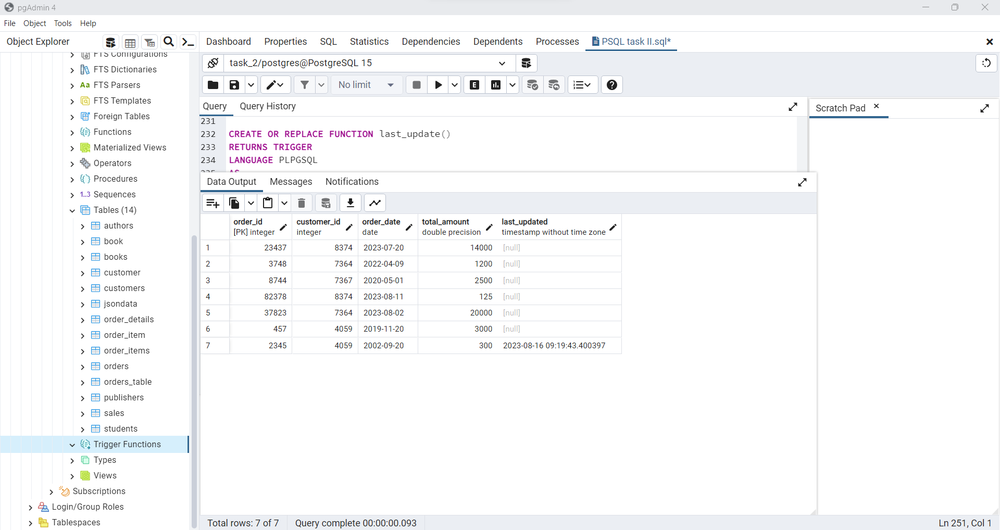 pgAdmin 4
File Object Tools Help
Object Explorer
Dashboard Properties SQL Statistics Dependencies Dependents Processes PSQL task II.sql*
FTS Configurations
FTS Dictionaries
Aa FTS Parsers
FTS Templates
Foreign Tables
Functions
Materialized Views
Operators
Procedures
1..3 Sequences
Tables (14)
authors
book
books
customer
customers
jsondata
order_details
order_item
order_items
orders
orders_table
publishers
sales
students
Trigger Functions
Types
Views
Subscriptions
Login/Group Roles
Tablespaces
task_2/postgres@PostgreSQL 15
No limit
E
Query Query History
231
232 CREATE OR REPLACE FUNCTION last_update()
233 RETURNS TRIGGER
234 LANGUAGE PLPGSQL
235 AS
Scratch Pad
Data Output Messages Notifications
order_id customer_id order_date total_amount last_updated
[PK] integer integer date double precision timestamp without time zone
1 23437 8374 2023-07-20 14000 [null]
2 3748 7364 2022-04-09 1200 [null]
3 8744 7367 2020-05-01 2500 [null]
4 82378 8374 2023-08-11 125 [null]
5 37823 7364 2023-08-02 20000 [null]
6 457 4059 2019-11-20 3000 [null]
7 2345 4059 2002-09-20 300 2023-08-16 09:19:43.400397
Total rows: 7 of 7 Query complete 00:00:00.093 Ln 251, Col 1